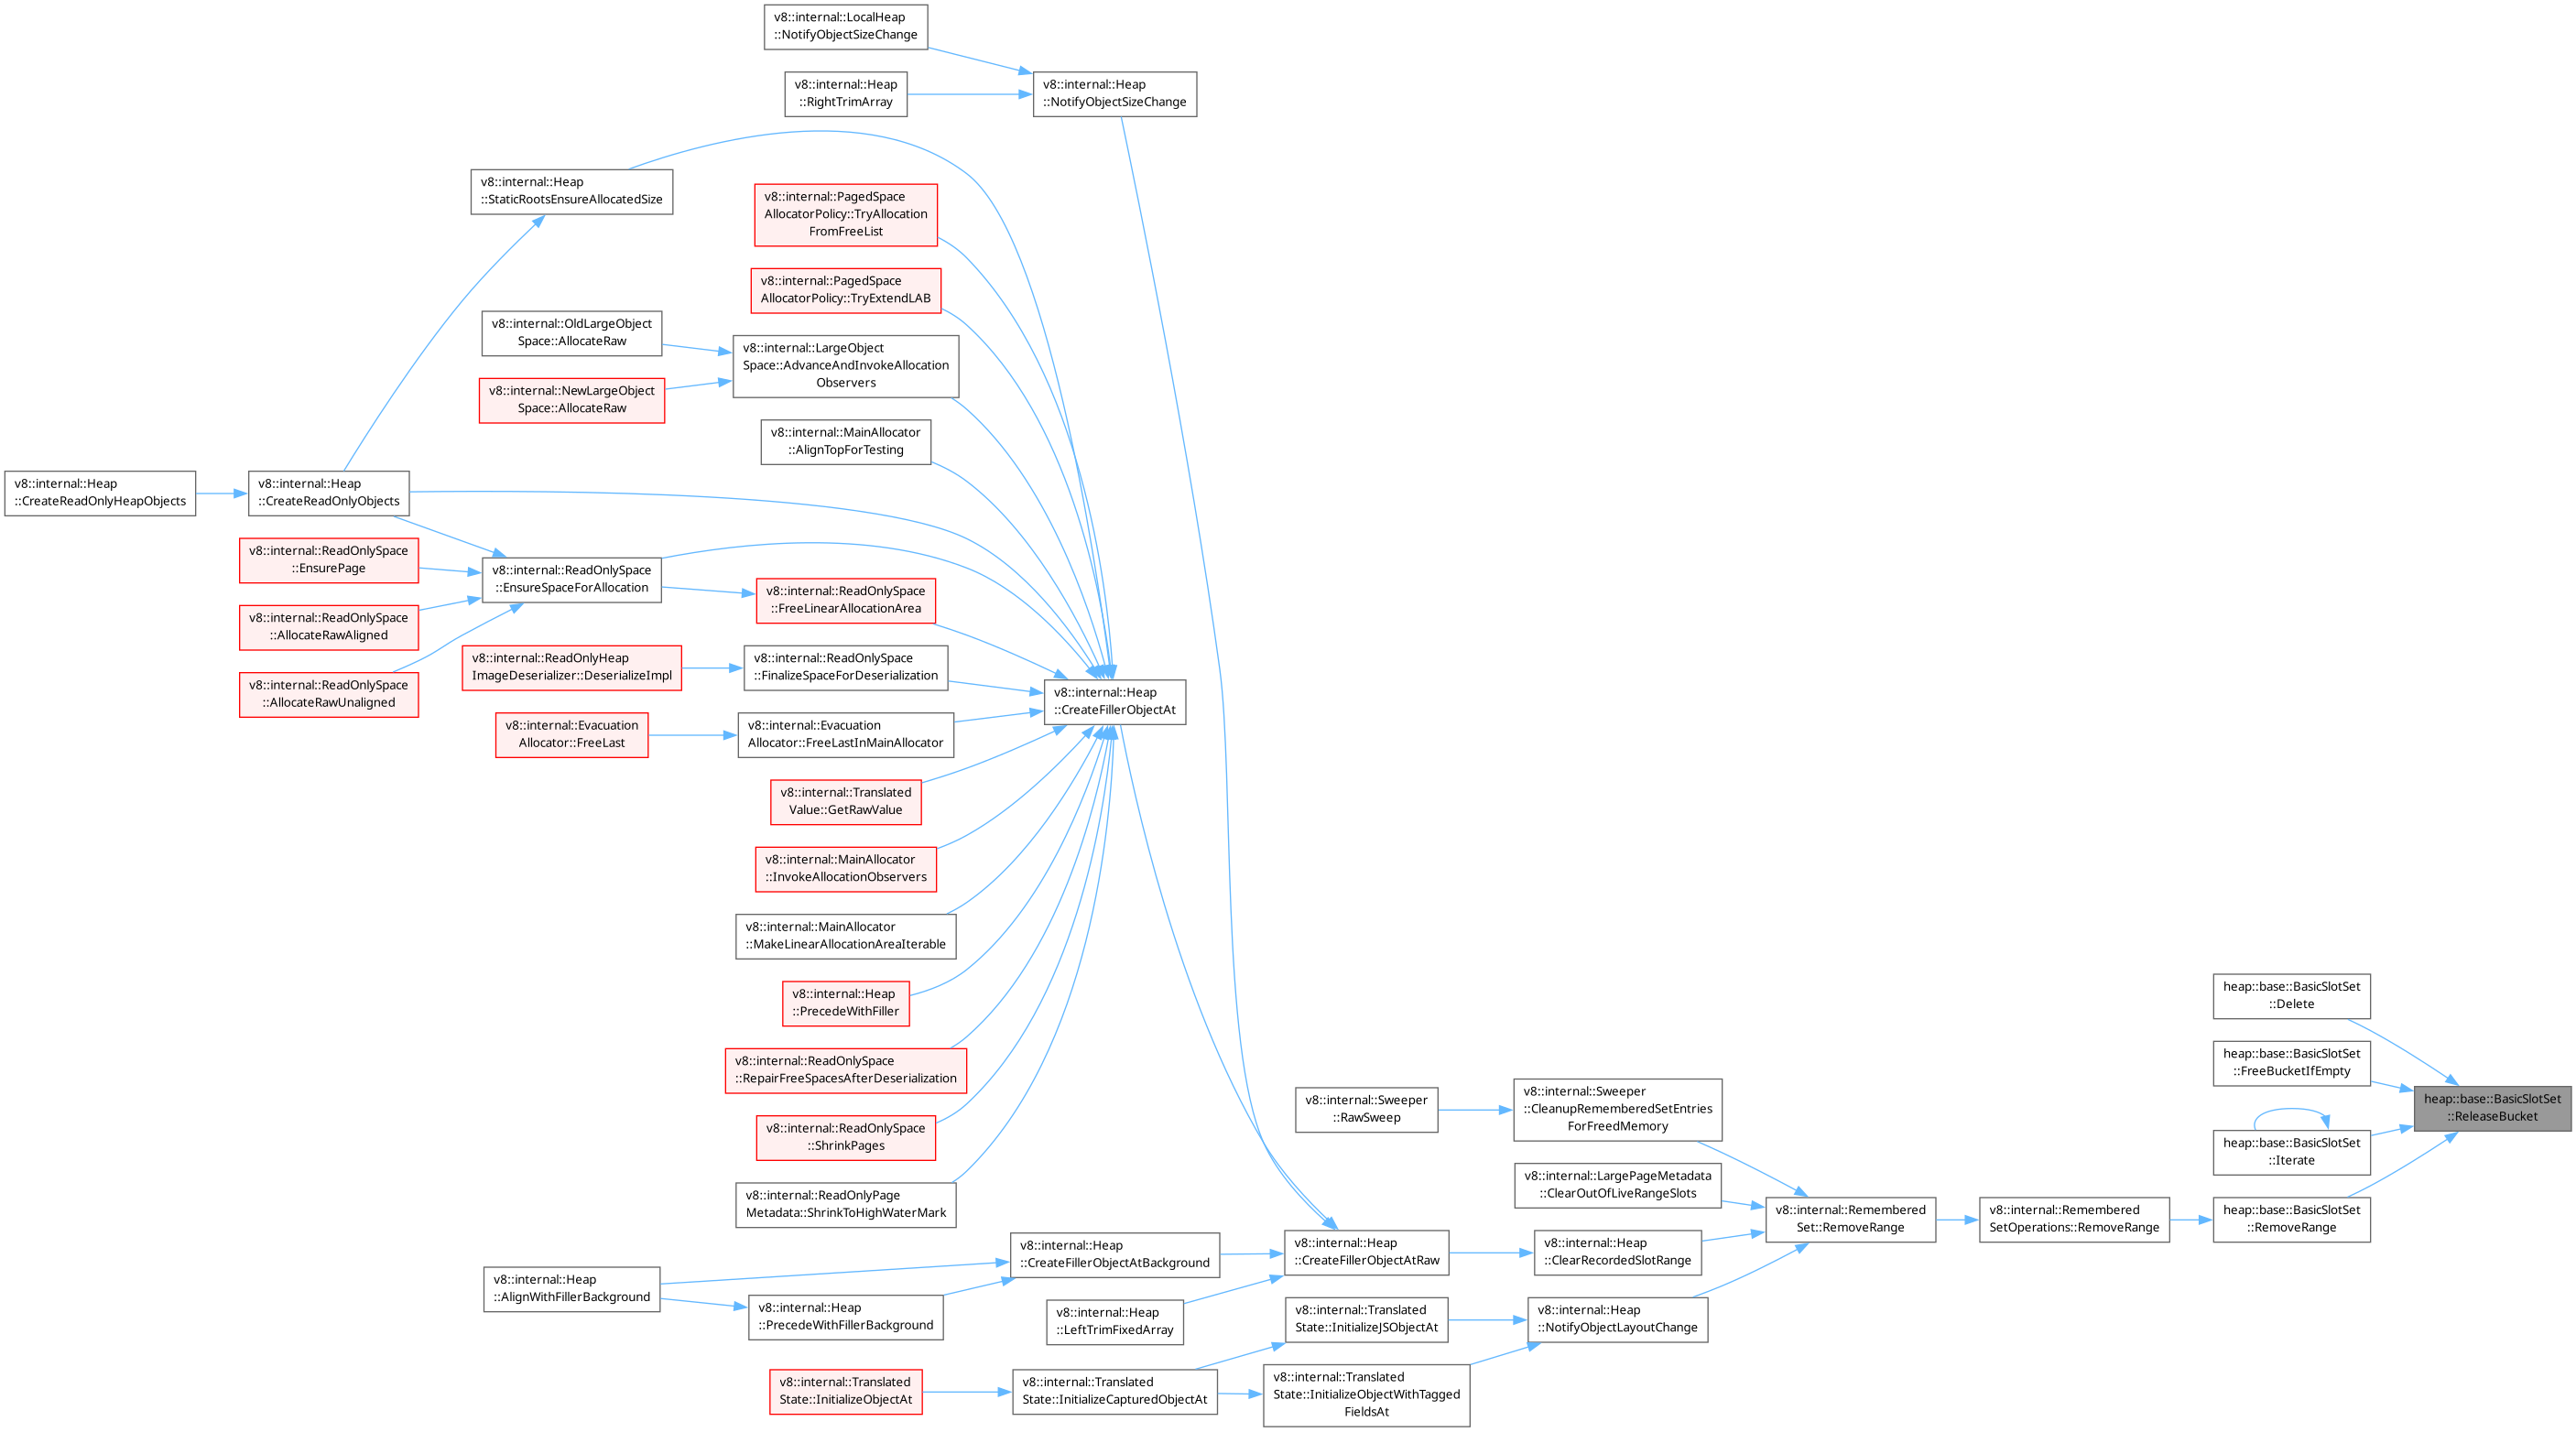 v8::internal::LocalHeap
::NotifyObjectSizeChange
v8::internal::Heap
::RightTrimArray
v8::internal::Heap
::NotifyObjectSizeChange
v8::internal::Heap
::StaticRootsEnsureAllocatedSize
v8::internal::PagedSpace
AllocatorPolicy::TryAllocation
FromFreeList
v8::internal::PagedSpace
AllocatorPolicy::TryExtendLAB
v8::internal::OldLargeObject
Space::AllocateRaw
v8::internal::LargeObject
Space::AdvanceAndInvokeAllocation
Observers
v8::internal::NewLargeObject
Space::AllocateRaw
v8::internal::MainAllocator
::AlignTopForTesting
v8::internal::Heap
::CreateReadOnlyHeapObjects
v8::internal::Heap
::CreateReadOnlyObjects
v8::internal::ReadOnlySpace
::EnsurePage
v8::internal::ReadOnlySpace
::EnsureSpaceForAllocation
v8::internal::ReadOnlySpace
::FreeLinearAllocationArea
v8::internal::ReadOnlySpace
::AllocateRawAligned
v8::internal::ReadOnlySpace
::AllocateRawUnaligned
v8::internal::ReadOnlyHeap
ImageDeserializer::DeserializeImpl
v8::internal::ReadOnlySpace
::FinalizeSpaceForDeserialization
v8::internal::Heap
::CreateFillerObjectAt
v8::internal::Evacuation
Allocator::FreeLast
v8::internal::Evacuation
Allocator::FreeLastInMainAllocator
v8::internal::Translated
Value::GetRawValue
v8::internal::MainAllocator
::InvokeAllocationObservers
v8::internal::MainAllocator
::MakeLinearAllocationAreaIterable
v8::internal::Heap
::PrecedeWithFiller
v8::internal::ReadOnlySpace
::RepairFreeSpacesAfterDeserialization
v8::internal::ReadOnlySpace
::ShrinkPages
v8::internal::ReadOnlyPage
Metadata::ShrinkToHighWaterMark
heap::base::BasicSlotSet
::Delete
heap::base::BasicSlotSet
::FreeBucketIfEmpty
heap::base::BasicSlotSet
::ReleaseBucket
heap::base::BasicSlotSet
::Iterate
heap::base::BasicSlotSet
::RemoveRange
v8::internal::Sweeper
::RawSweep
v8::internal::Sweeper
::CleanupRememberedSetEntries
ForFreedMemory
v8::internal::LargePageMetadata
::ClearOutOfLiveRangeSlots
v8::internal::Remembered
Set::RemoveRange
v8::internal::Remembered
SetOperations::RemoveRange
v8::internal::Heap
::CreateFillerObjectAtRaw
v8::internal::Heap
::ClearRecordedSlotRange
v8::internal::Heap
::CreateFillerObjectAtBackground
v8::internal::Heap
::AlignWithFillerBackground
v8::internal::Heap
::PrecedeWithFillerBackground
v8::internal::Heap
::LeftTrimFixedArray
v8::internal::Translated
State::InitializeJSObjectAt
v8::internal::Heap
::NotifyObjectLayoutChange
v8::internal::Translated
State::InitializeObjectAt
v8::internal::Translated
State::InitializeCapturedObjectAt
v8::internal::Translated
State::InitializeObjectWithTagged
FieldsAt